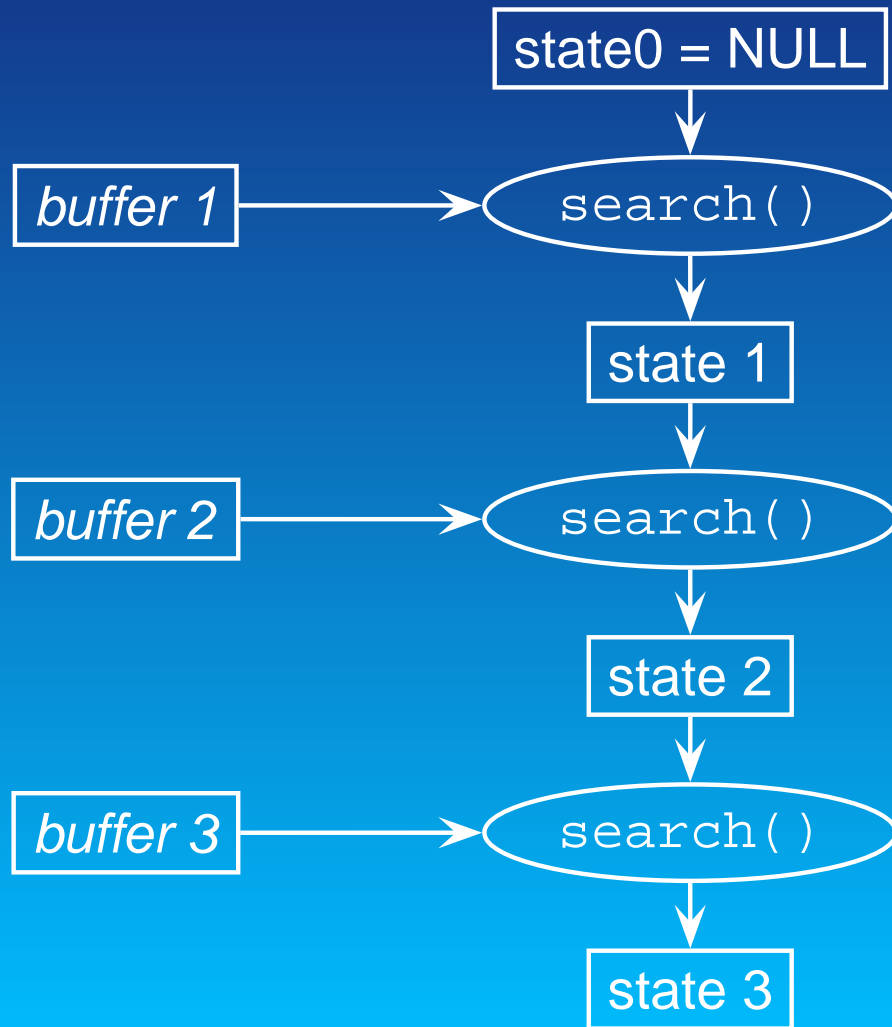 state0 = NULL
buffer 1
search()
state 1
buffer 2
search()
state 2
buffer 3
search()
state 3